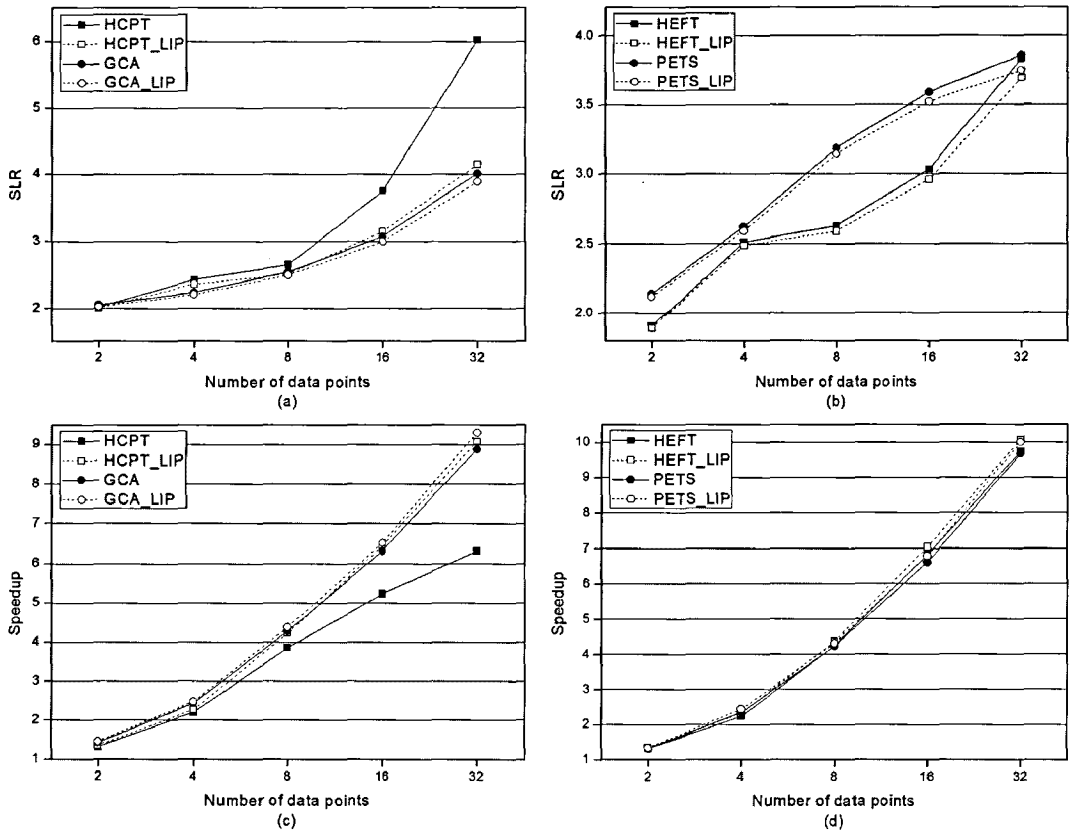 HCPT
HCPT_LIP
GCA
GCA_LIP
6
5
4
3
2
SLR
2 4 8 16 32
Number of data points
(a)
HEFT
HEFT_LIP
PETS
PETS_LIP
4.0
3.5
3.0
2.5
2.0
SLR
2 4 8 16 32
Number of data points
(b)
HCPT
HCPT_LIP
GCA
GCA_LIP
9
8
7
6
5
4
3
2
1
Speedup
2 4 8 16 32
Number of data points
(c)
HEFT
HEFT_LIP
PETS
PETS_LIP
10
9
8
7
6
5
4
3
2
1
Speedup
2 4 8 16 32
Number of data points
(d)